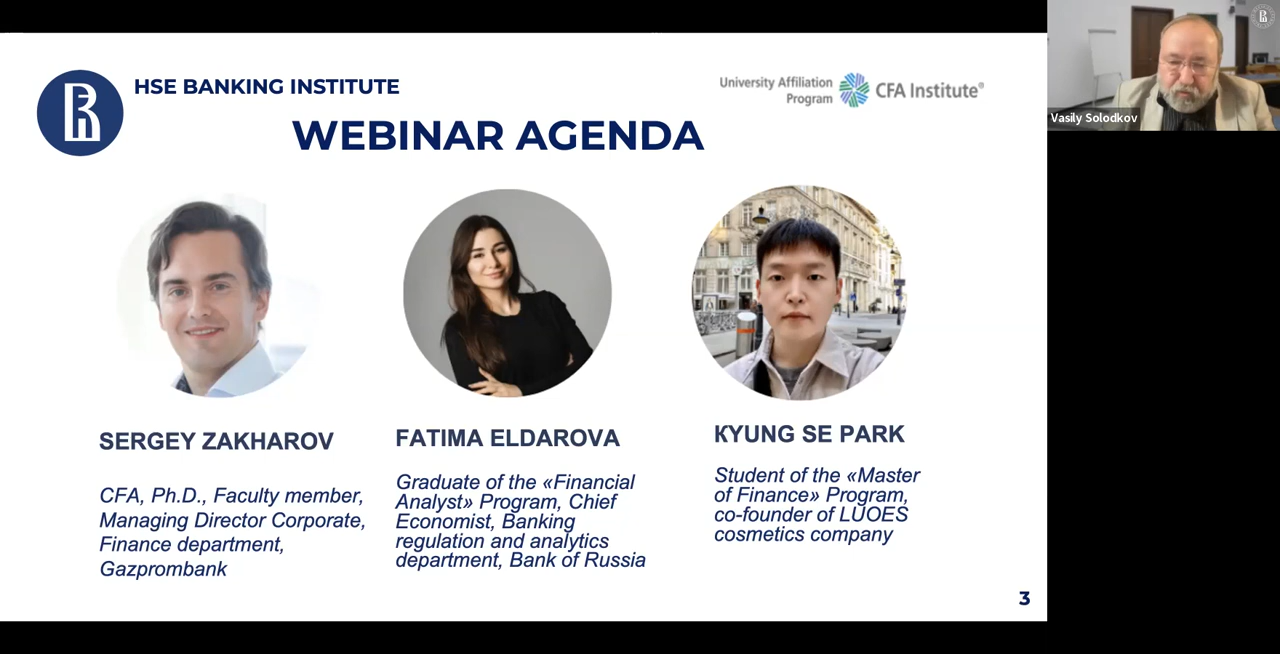 HSE BANKING INSTITUTE
University Affiliation
Program
CFA Institute®
WEBINAR AGENDA
Vasily Solodkov
SERGEY ZAKHAROV
CFA, Ph.D., Faculty member,
Managing Director Corporate,
Finance department,
Gazprombank
FATIMA ELDAROVA
Graduate of the «Financial
Analyst» Program, Chief
Economist, Banking
regulation and analytics
department, Bank of Russia
KYUNG SE PARK
Student of the «Master
of Finance» Program,
co-founder of LUOES
cosmetics company
3